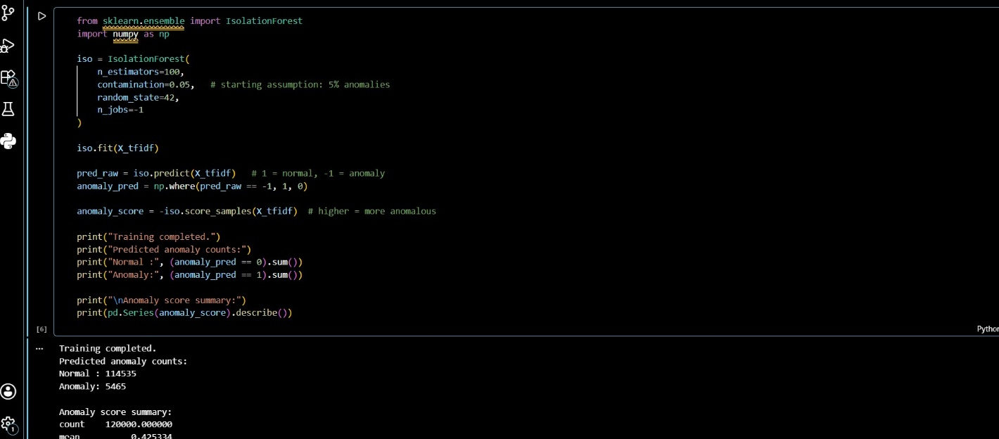 from sklearn.ensemble import IsolationForest
import numpy as np
iso = IsolationForest(
n_estimators=100,
contamination=0.05,   # starting assumption: 5% anomalies
random_state=42,
n_jobs=-1
)
iso.fit(X_tfidf)
pred_raw = iso.predict(X_tfidf)   # 1 = normal, -1 = anomaly
anomaly_pred = np.where(pred_raw == -1, 1, 0)
anomaly_score = -iso.score_samples(X_tfidf)  # higher = more anomalous
print("Training completed.")
print("Predicted anomaly counts:")
print("Normal :", (anomaly_pred == 0).sum())
print("Anomaly:", (anomaly_pred == 1).sum())
print("\nAnomaly score summary:")
print(pd.Series(anomaly_score).describe())
[6]
Python
Training completed.
Predicted anomaly counts:
Normal : 114535
Anomaly: 5465
Anomaly score summary:
count    120000.000000
mean          0.425334
1